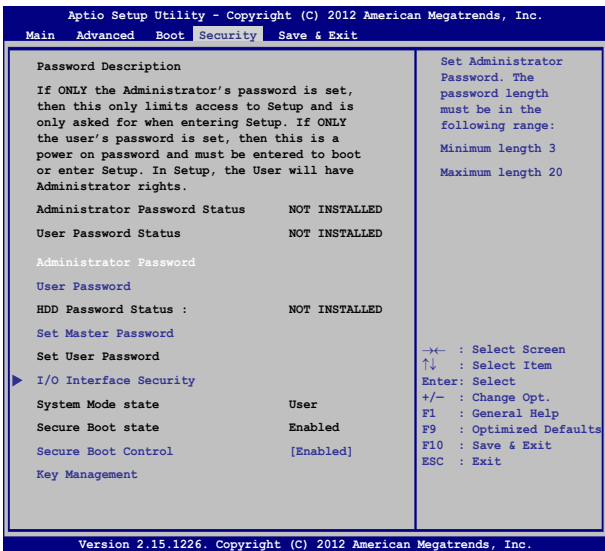 Aptio Setup Utility - Copyright (C) 2012 American Megatrends, Inc.
Main Advanced Boot Security Save & Exit
Password Description
If ONLY the Administrator's password is set,
then this only limits access to Setup and is
only asked for when entering Setup. If ONLY
the user's password is set, then this is a
power on password and must be entered to boot
or enter Setup. In Setup, the User will have
Administrator rights.
Administrator Password Status NOT INSTALLED
User Password Status NOT INSTALLED
Administrator Password
User Password
HDD Password Status : NOT INSTALLED
Set Master Password
Set User Password
I/O Interface Security
System Mode state User
Secure Boot state Enabled
Secure Boot Control [Enabled]
Key Management
Set Administrator
Password. The
password length
must be in the
following range:
Minimum length 3
Maximum length 20
→← : Select Screen
↑↓ : Select Item
Enter: Select
+/— : Change Opt.
F1 : General Help
F9 : Optimized Defaults
F10 : Save & Exit
ESC : Exit
Version 2.15.1226. Copyright (C) 2012 American Megatrends, Inc.